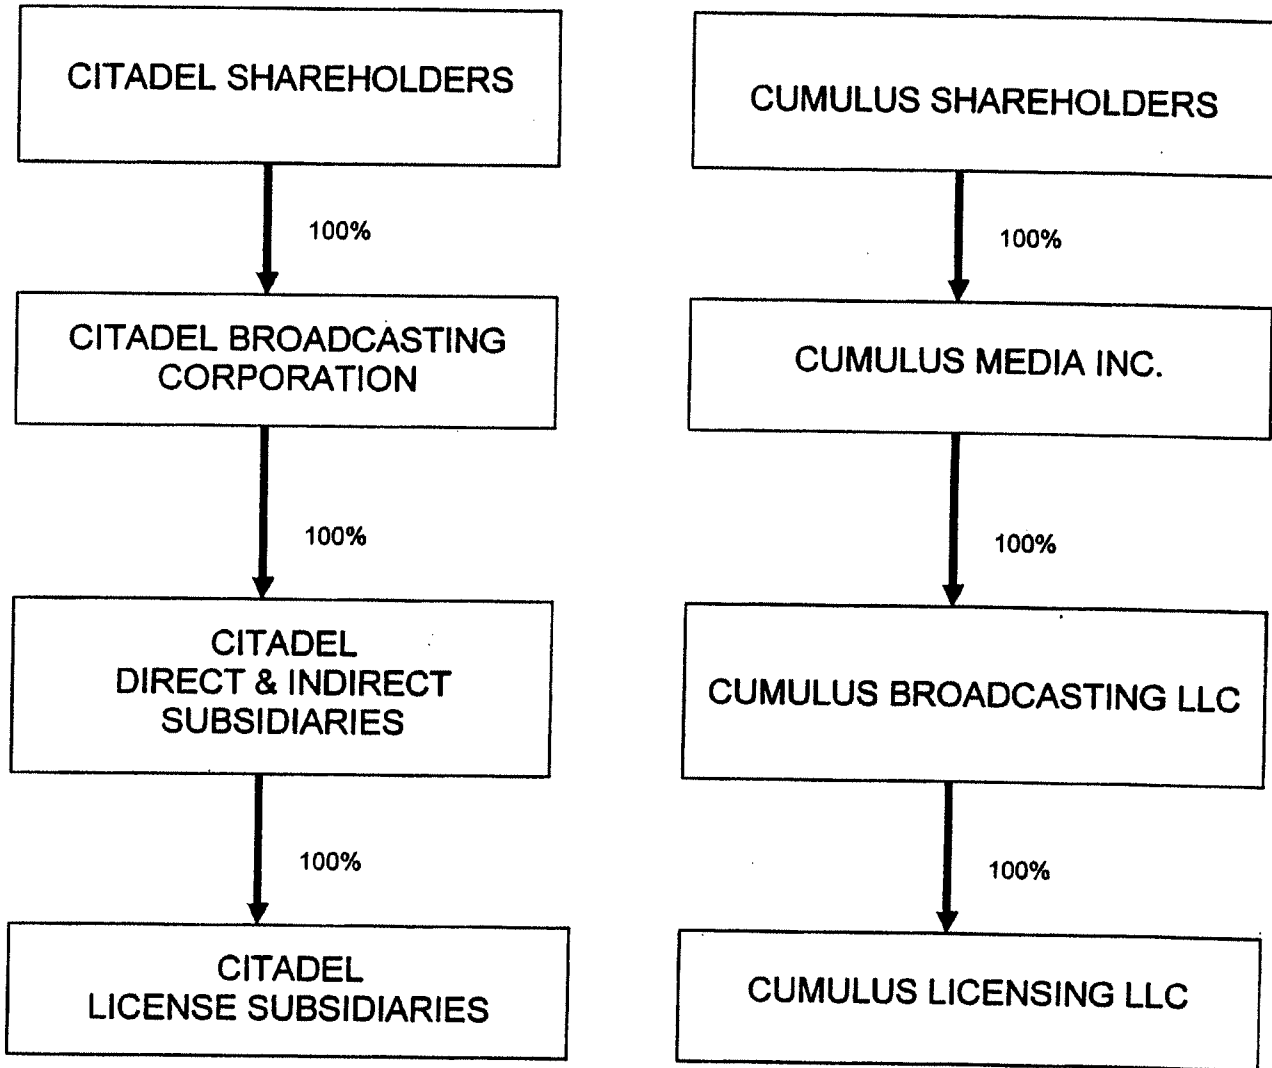 CITADEL SHAREHOLDERS
100%
CITADEL BROADCASTING
CORPORATION
100%
CITADEL
DIRECT & INDIRECT
SUBSIDIARIES
100%
CITADEL
LICENSE SUBSIDIARIES
CUMULUS SHAREHOLDERS
100%
CUMULUS MEDIA INC.
100%
CUMULUS BROADCASTING LLC
100%
CUMULUS LICENSING LLC